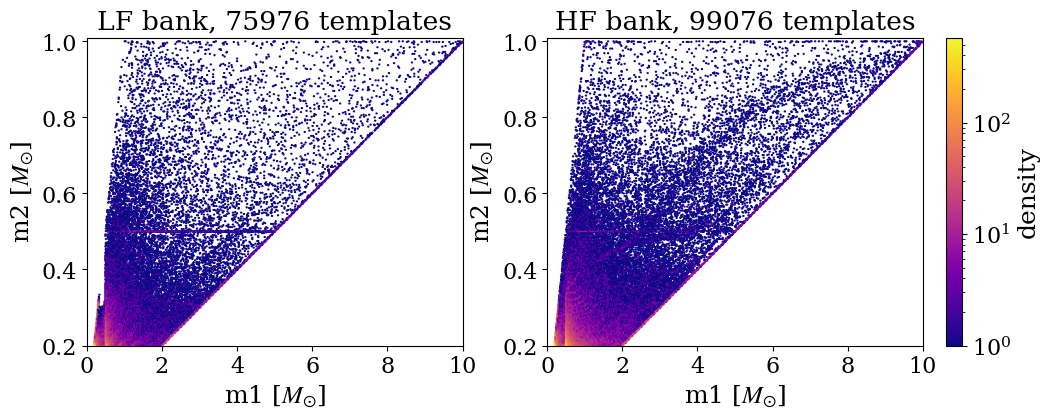 LF bank, 75976 templates
HF bank, 99076 templates
1.0
0.8
0.6
0.4
0.2
m2 [M⊙]
0 2 4 6 8 10
m1 [M⊙]
1.0
0.8
0.6
0.4
0.2
m2 [M⊙]
0 2 4 6 8 10
m1 [M⊙]
10²
10¹
10⁰
density